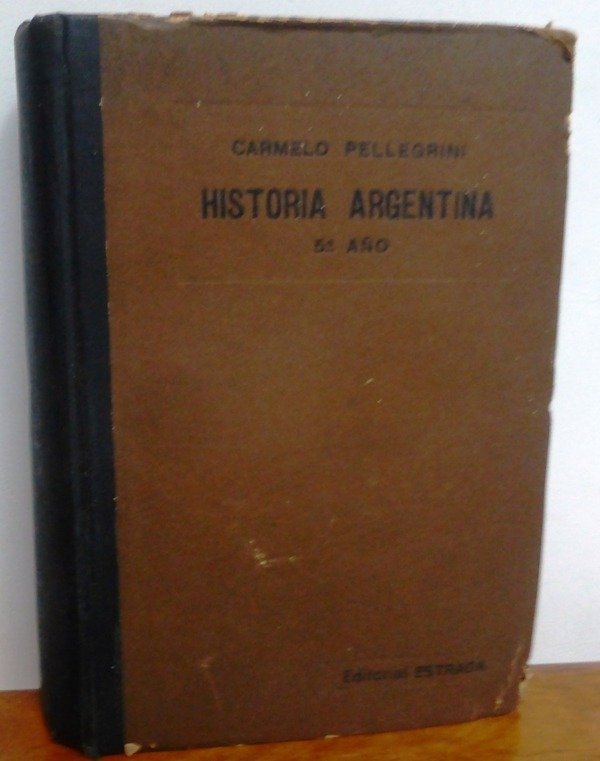 CARMELO PELLEGRINI
HISTORIA ARGENTINA
5º AÑO
Editorial ESTRADA